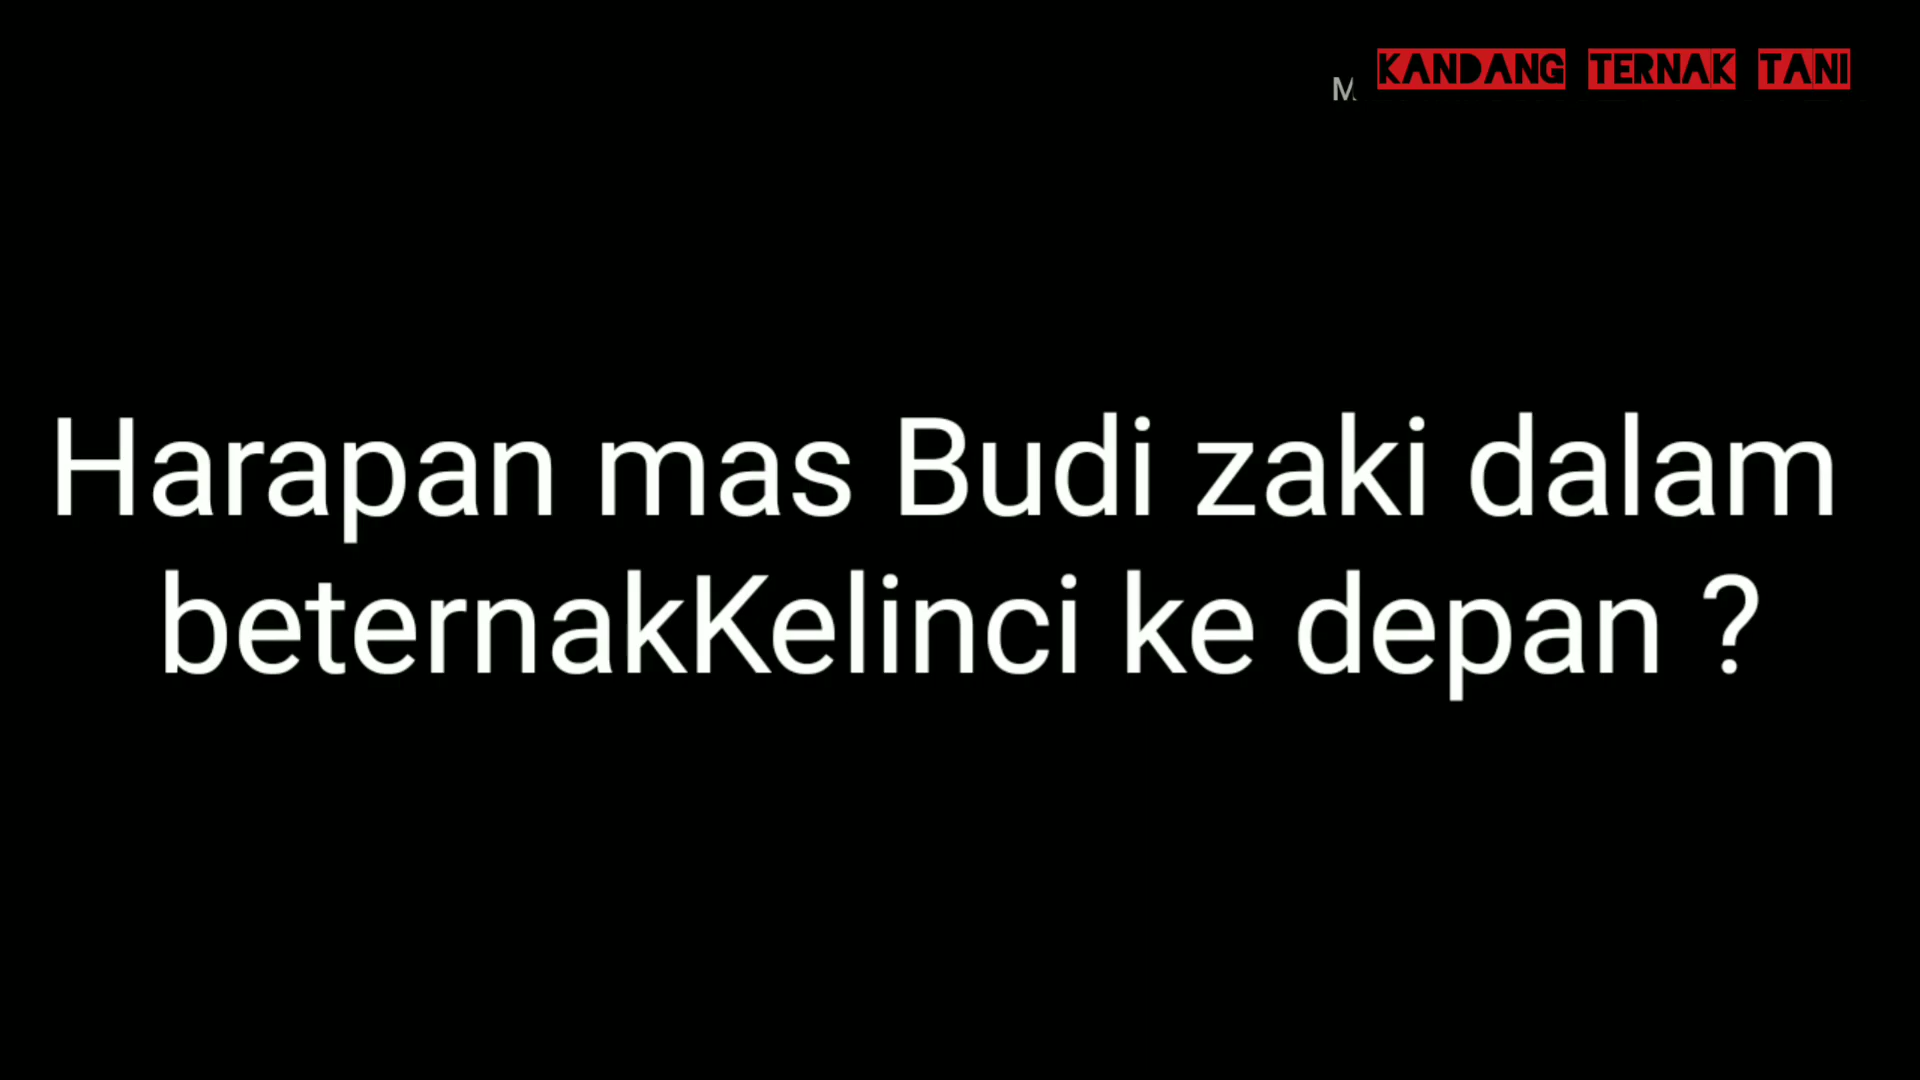 KANDANG TERNAK TANI
Harapan mas Budi zaki dalam
beternakKelinci ke depan ?